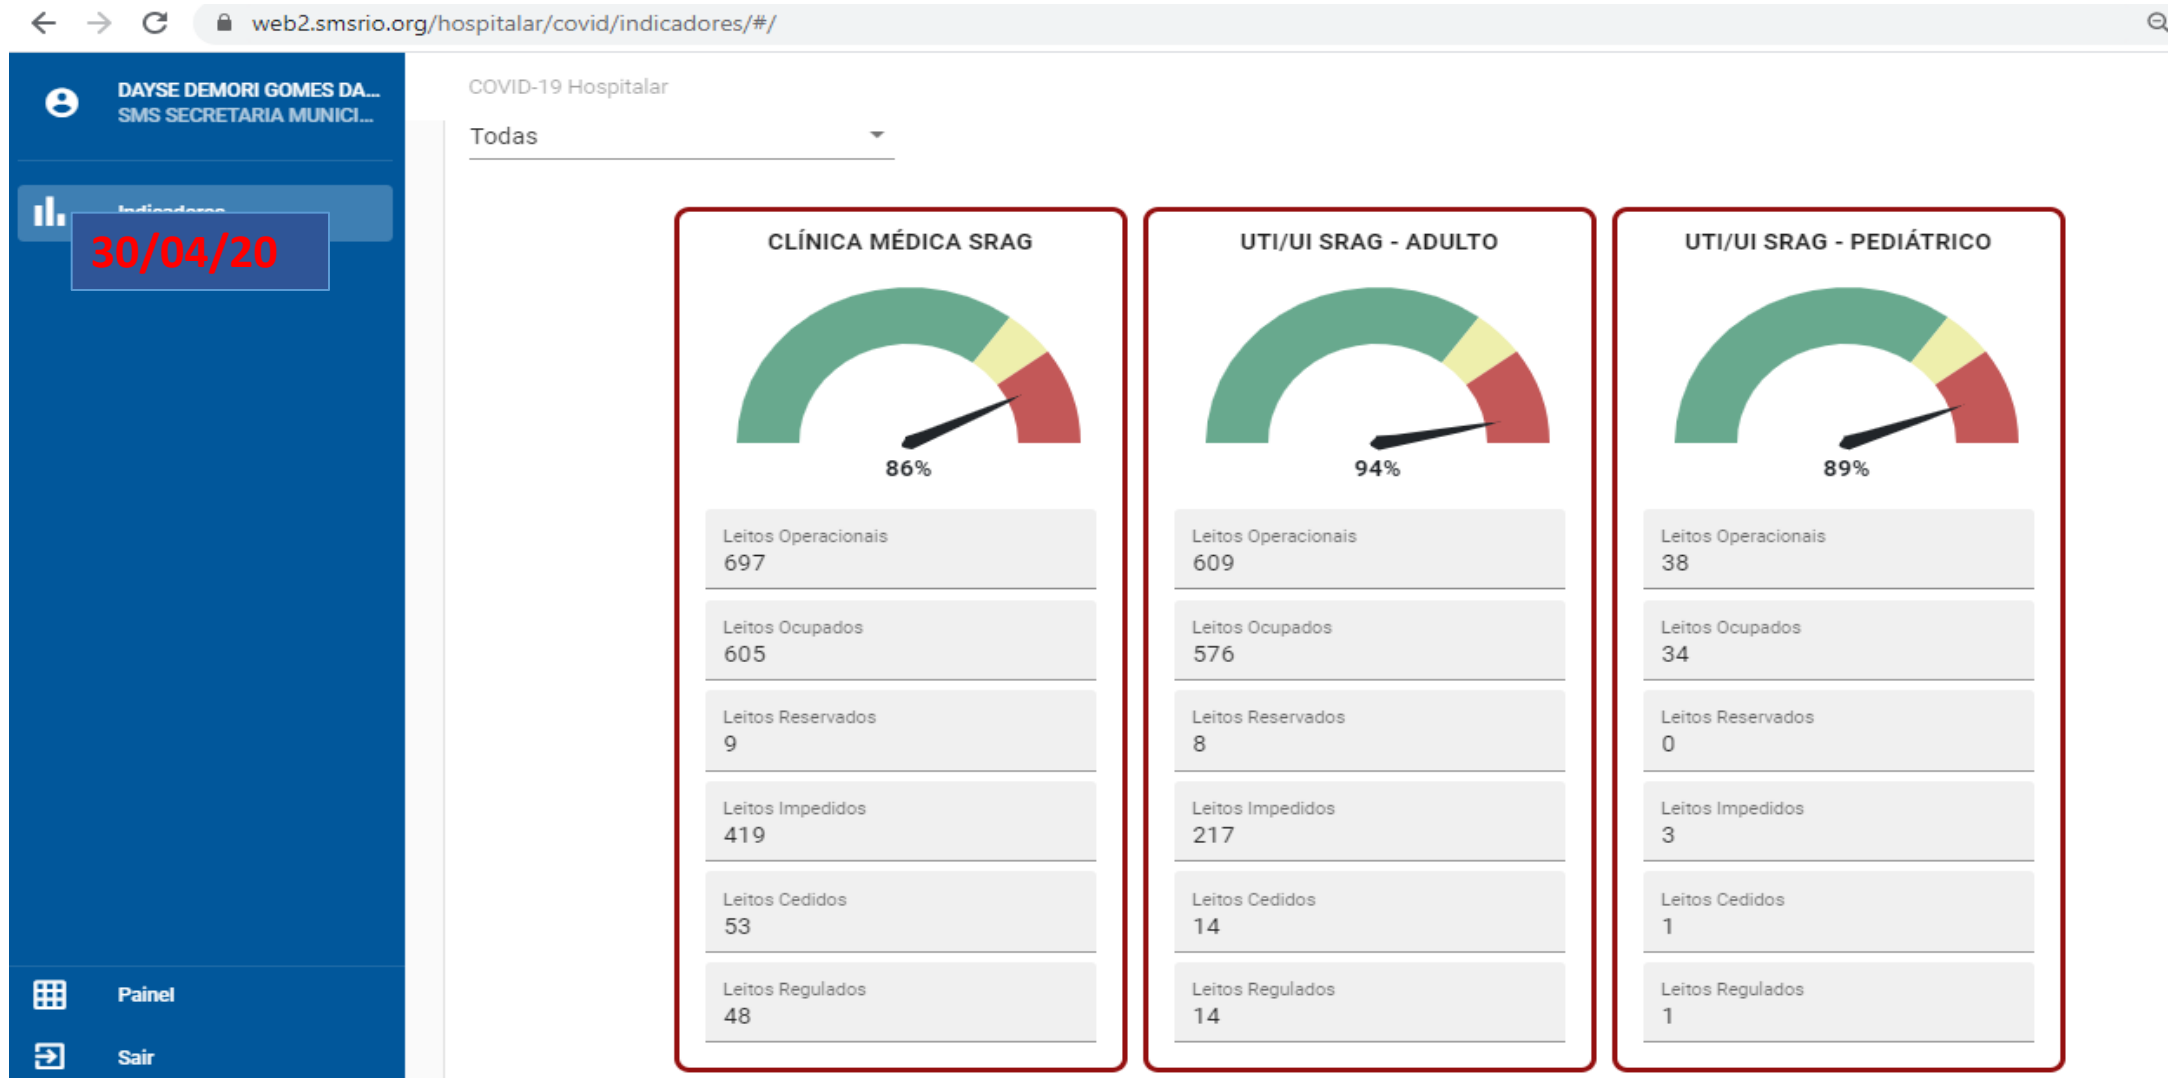 web2.smsrio.org/hospitalar/covid/indicadores/#/
DAYSE DEMORI GOMES DA...
SMS SECRETARIA MUNICI...
Indicadores
30/04/20
Painel
Sair
COVID-19 Hospitalar
Todas
CLÍNICA MÉDICA SRAG
86%
Leitos Operacionais
697
Leitos Ocupados
605
Leitos Reservados
9
Leitos Impedidos
419
Leitos Cedidos
53
Leitos Regulados
48
UTI/UI SRAG - ADULTO
94%
Leitos Operacionais
609
Leitos Ocupados
576
Leitos Reservados
8
Leitos Impedidos
217
Leitos Cedidos
14
Leitos Regulados
14
UTI/UI SRAG - PEDIÁTRICO
89%
Leitos Operacionais
38
Leitos Ocupados
34
Leitos Reservados
0
Leitos Impedidos
3
Leitos Cedidos
1
Leitos Regulados
1